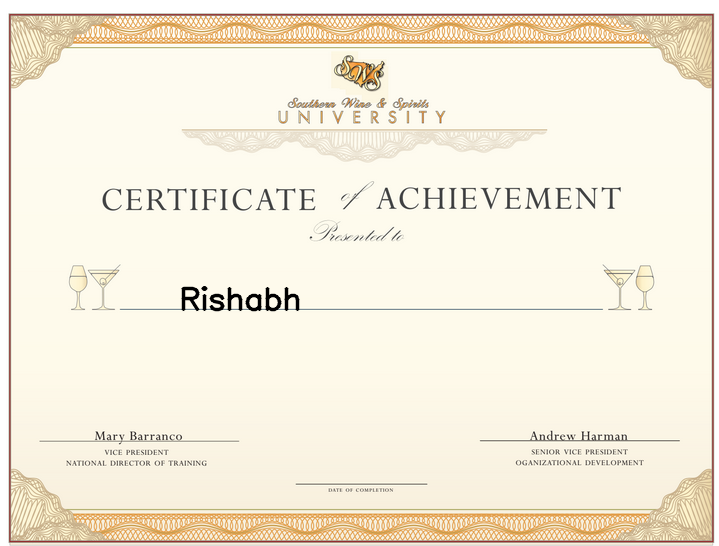 SWS
Southern Wine & Spirits
UNIVERSITY
CERTIFICATE of ACHIEVEMENT
Presented to
Rishabh
Mary Barranco
VICE PRESIDENT
NATIONAL DIRECTOR OF TRAINING
Andrew Harman
SENIOR VICE PRESIDENT
OGANIZATIONAL DEVELOPMENT
DATE OF COMPLETION